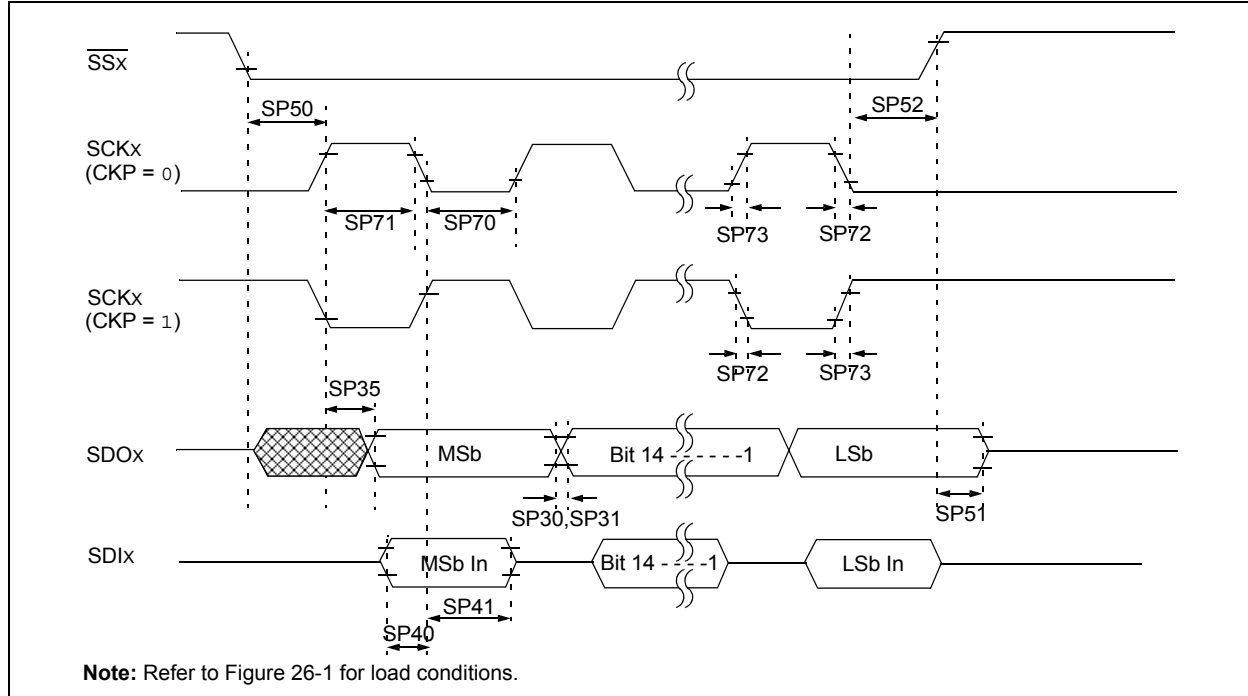 SSX
SP50
SP52
SCKX
(CKP = 0)
SP71
SP70
SP73
SP72
SCKX
(CKP = 1)
SP72
SP73
SP35
SDOX
MSb
Bit 14 - - - - - -1
LSb
SP30,SP31
SP51
SDIX
MSb In
Bit 14 - - - -1
LSb In
SP41
SP40
Note: Refer to Figure 26-1 for load conditions.